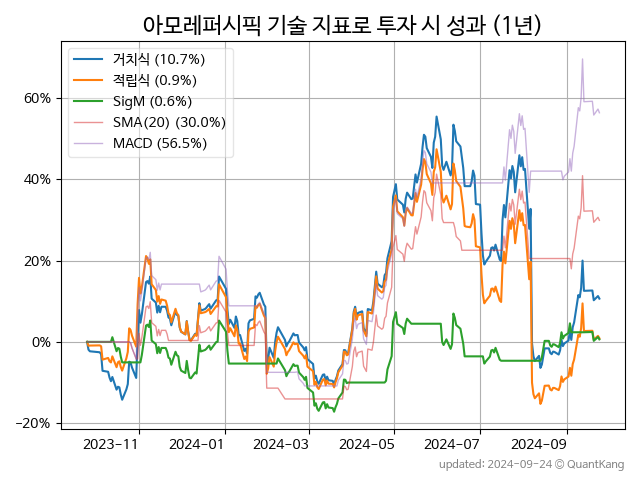 아모레퍼시픽 기술 지표로 투자 시 성과 (1년)
거치식 (10.7%)
적립식 (0.9%)
SigM (0.6%)
SMA(20) (30.0%)
MACD (56.5%)
60%
40%
20%
0%
−20%
2023−11 2024−01 2024−03 2024−05 2024−07 2024−09
updated: 2024−09−24 © QuantKang